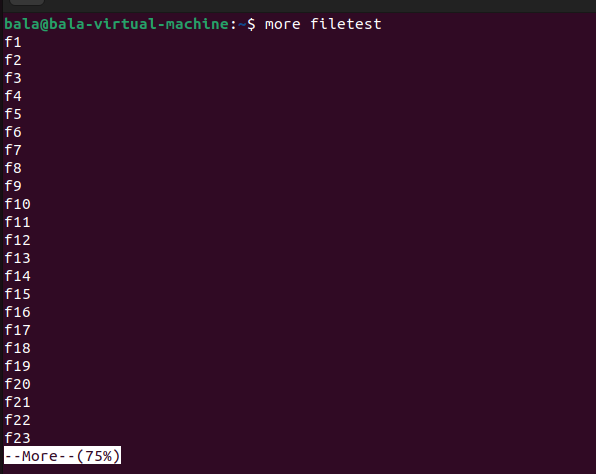 bala@bala-virtual-machine:~$ more filetest
f1
f2
f3
f4
f5
f6
f7
f8
f9
f10
f11
f12
f13
f14
f15
f16
f17
f18
f19
f20
f21
f22
f23
--More--(75%)